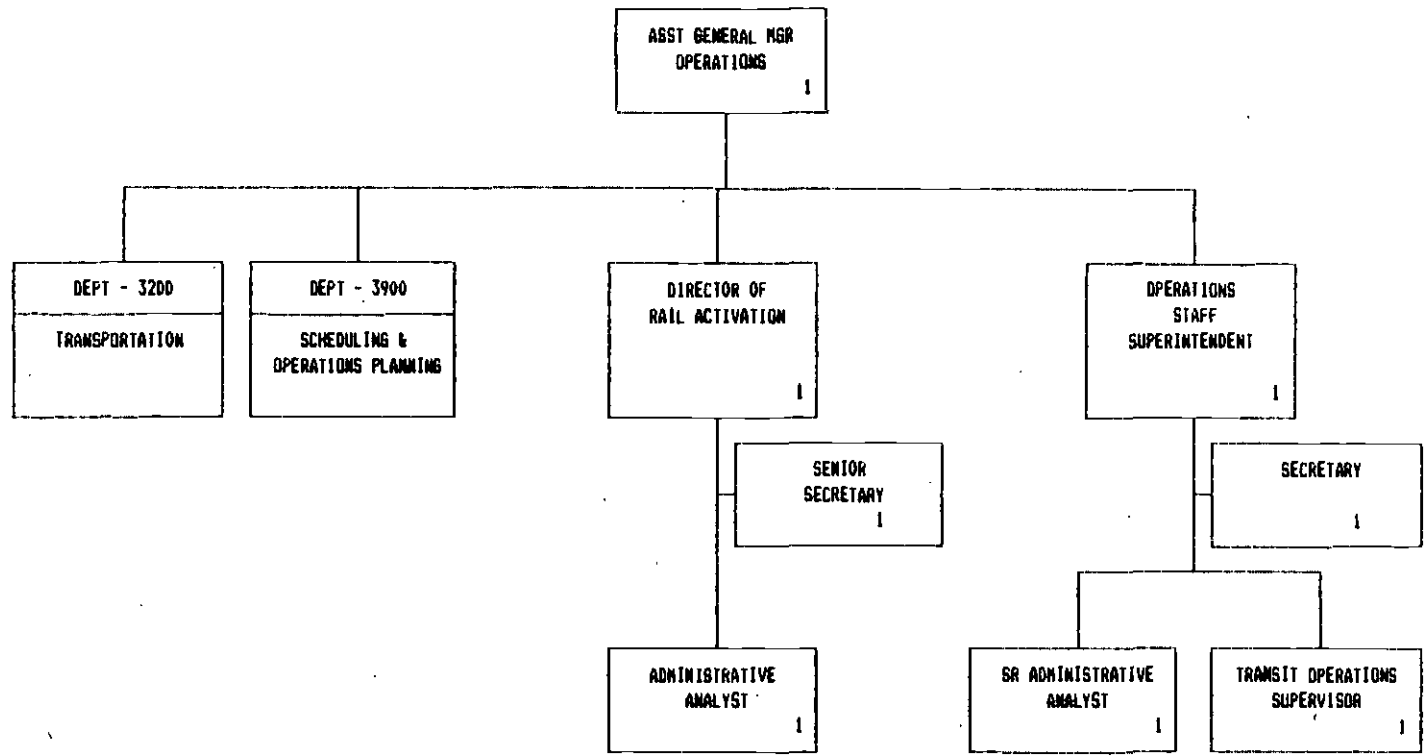 ASST GENERAL MGR
OPERATIONS
1
DEPT - 3200
TRANSPORTATION
DEPT - 3900
SCHEDULING &
OPERATIONS PLANNING
DIRECTOR OF
RAIL ACTIVATION
1
OPERATIONS
STAFF
SUPERINTENDENT
1
SENIOR
SECRETARY
1
SECRETARY
1
ADMINISTRATIVE
ANALYST
1
SR ADMINISTRATIVE
ANALYST
1
TRANSIT OPERATIONS
SUPERVISOR
1